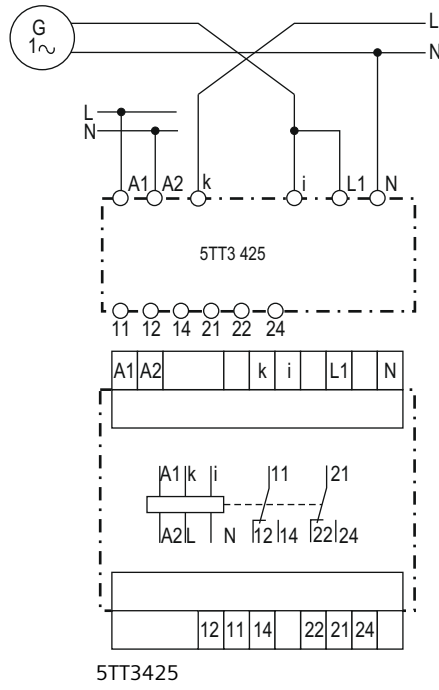 G
1~
L
N
L
N
A1 A2 k i L1 N
5TT3 425
11 12 14 21 22 24
A1 A2 k i L1 N
A1 k i 11 21
A2 L N 12 14 22 24
12 11 14 22 21 24
5TT3425